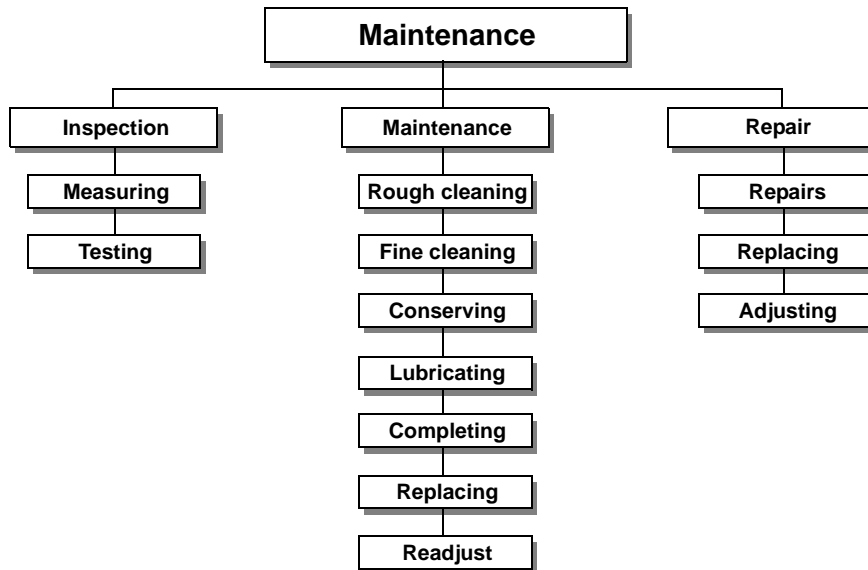 Maintenance
Inspection
Measuring
Testing
Maintenance
Rough cleaning
Fine cleaning
Conserving
Lubricating
Completing
Replacing
Readjust
Repair
Repairs
Replacing
Adjusting